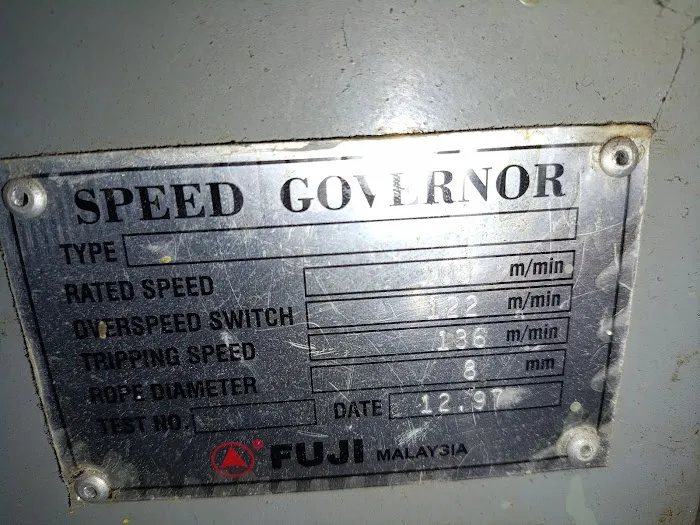 SPEED GOVERNOR
TYPE
RATED SPEED m/min
OVERSPEED SWITCH 122 m/min
TRIPPING SPEED 136 m/min
ROPE DIAMETER 8 mm
TEST NO. DATE 12.97
FUJI MALAYSIA